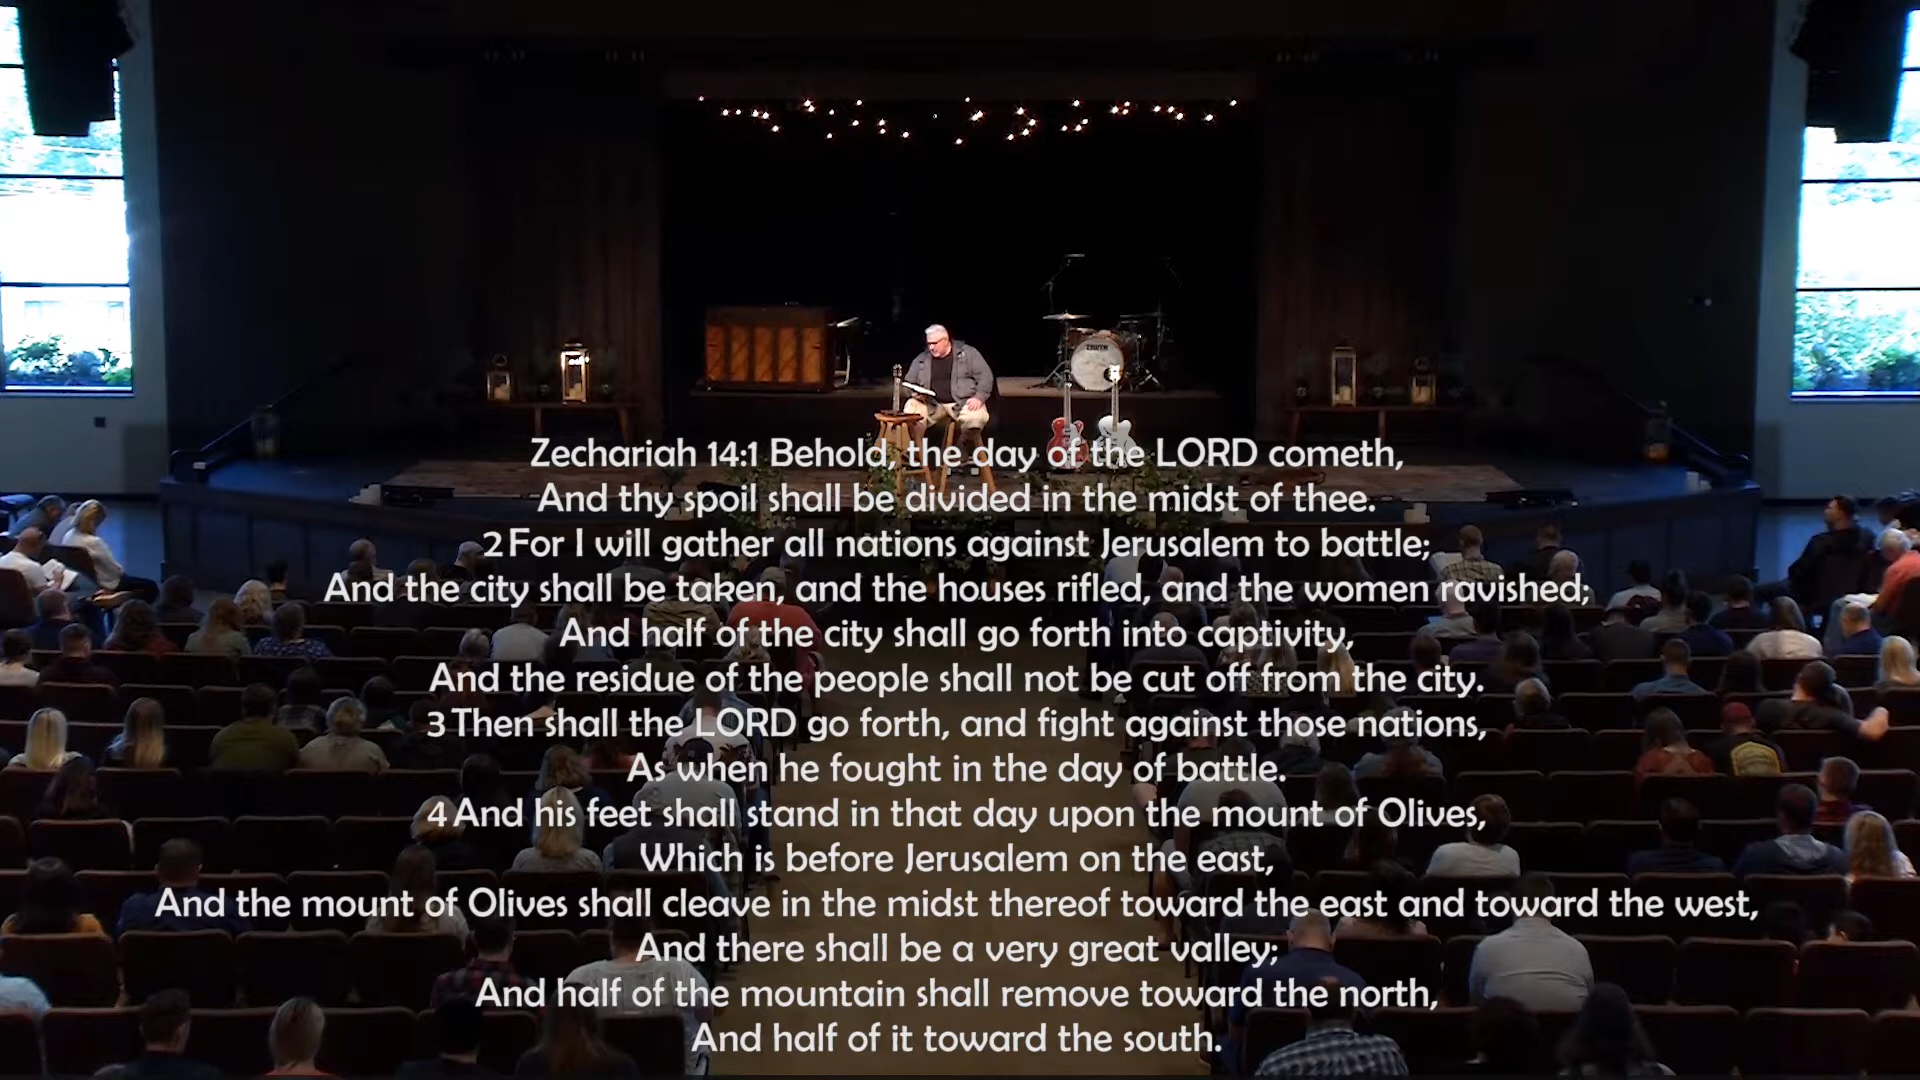 Zechariah 14:1 Behold, the day of the LORD cometh,
And thy spoil shall be divided in the midst of thee.
2 For I will gather all nations against Jerusalem to battle;
And the city shall be taken, and the houses rifled, and the women ravished;
And half of the city shall go forth into captivity,
And the residue of the people shall not be cut off from the city.
3 Then shall the LORD go forth, and fight against those nations,
As when he fought in the day of battle.
4 And his feet shall stand in that day upon the mount of Olives,
Which is before Jerusalem on the east,
And the mount of Olives shall cleave in the midst thereof toward the east and toward the west,
And there shall be a very great valley;
And half of the mountain shall remove toward the north,
And half of it toward the south.